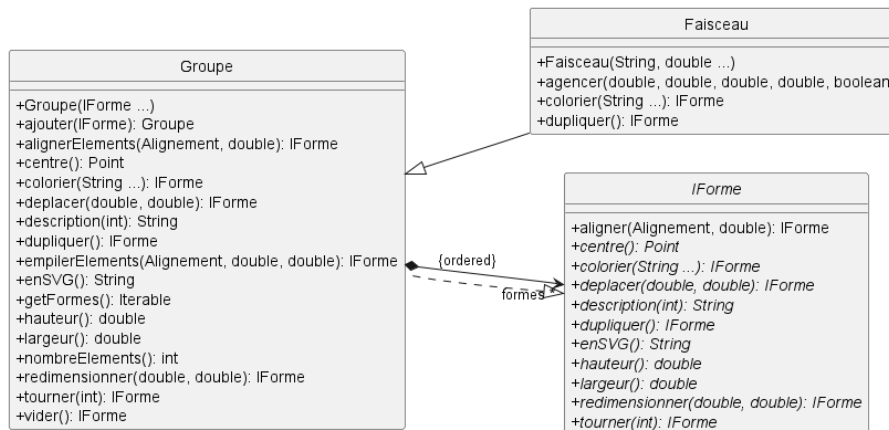 Groupe
+Groupe(IForme ...)
+ajouter(IForme): Groupe
+alignerElements(Alignement, double): IForme
+centre(): Point
+colorier(String ...): IForme
+deplacer(double, double): IForme
+description(int): String
+dupliquer(): IForme
+empilerElements(Alignement, double, double): IForme
+enSVG(): String
+getFormes(): Iterable
+hauteur(): double
+largeur(): double
+nombreElements(): int
+redimensionner(double, double): IForme
+tourner(int): IForme
+vider(): IForme
Faisceau
+Faisceau(String, double ...)
+agencer(double, double, double, double, boolean
+colorier(String ...): IForme
+dupliquer(): IForme
{ordered}
formes
IForme
+aligner(Alignement, double): IForme
+centre(): Point
+colorier(String ...): IForme
+deplacer(double, double): IForme
+description(int): String
+dupliquer(): IForme
+enSVG(): String
+hauteur(): double
+largeur(): double
+redimensionner(double, double): IForme
+tourner(int): IForme